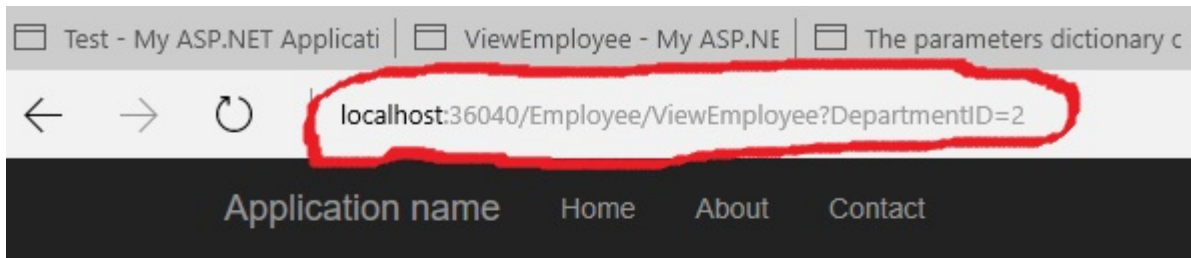 Test - My ASP.NET Applicati ViewEmployee - My ASP.NE The parameters dictionary c
localhost:36040/Employee/ViewEmployee?DepartmentID=2
Application name Home About Contact